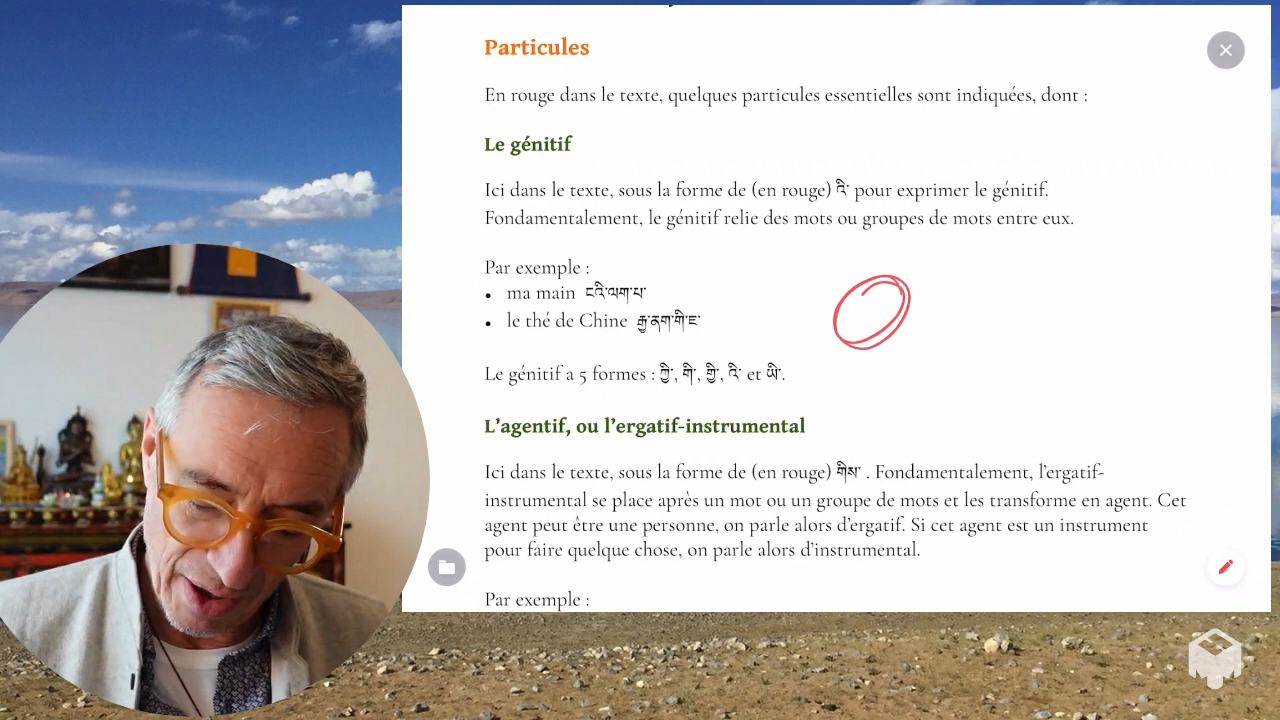 Particules
En rouge dans le texte, quelques particules essentielles sont indiquées, dont :
Le génitif
Ici dans le texte, sous la forme de (en rouge) འི་ pour exprimer le génitif.
Fondamentalement, le génitif relie des mots ou groupes de mots entre eux.
Par exemple :
• ma main ངའི་ལག་པ་
• le thé de Chine རྒྱ་ནག་གི་ཇ་
Le génitif a 5 formes : ཀྱི་, གི་, གྱི་, འི་ et ཡི་.
L’agentif, ou l’ergatif-instrumental
Ici dans le texte, sous la forme de (en rouge) གིས་ . Fondamentalement, l’ergatif-
instrumental se place après un mot ou un groupe de mots et les transforme en agent. Cet
agent peut être une personne, on parle alors d’ergatif. Si cet agent est un instrument
pour faire quelque chose, on parle alors d’instrumental.
Par exemple :